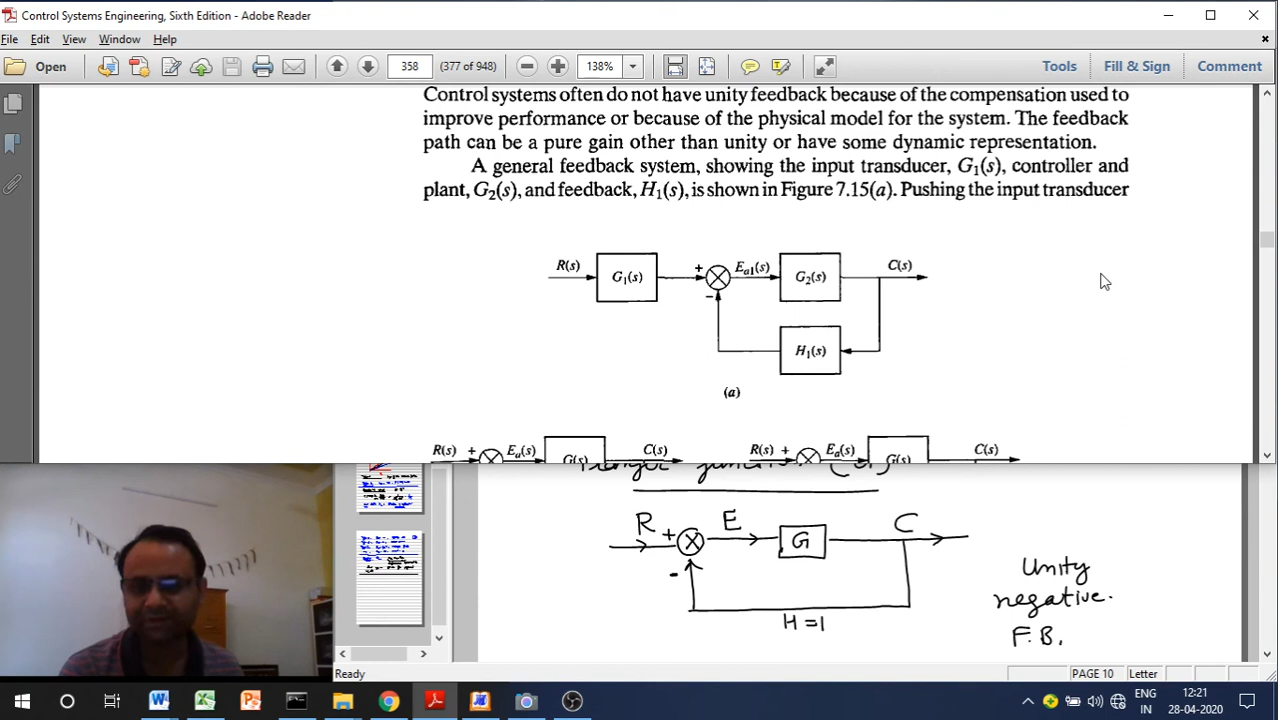 Control Systems Engineering, Sixth Edition - Adobe Reader
File Edit View Window Help
Open 358 (377 of 948) 138% Tools Fill & Sign Comment
Control systems often do not have unity feedback because of the compensation used to
improve performance or because of the physical model for the system. The feedback
path can be a pure gain other than unity or have some dynamic representation.
A general feedback system, showing the input transducer, G₁(s), controller and
plant, G₂(s), and feedback, H₁(s), is shown in Figure 7.15(a). Pushing the input transducer
R(s) G₁(s) + Eₐ₁(s) G₂(s) C(s)
−
H₁(s)
(a)
R(s) + Eₐ(s) G(s) C(s) R(s) + Eₐ(s) G(s) C(s)
R + E G C
-
H = 1
Unity
negative.
F.B.
Ready PAGE 10 Letter
ENG
IN
12:21
28-04-2020